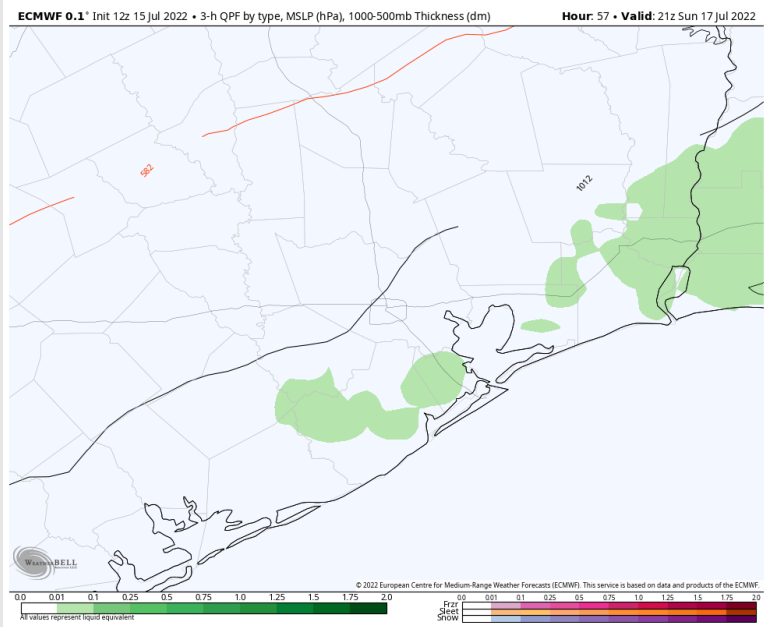 ECMWF 0.1° Init 12z 15 Jul 2022 • 3-h QPF by type, MSLP (hPa), 1000-500mb Thickness (dm)
Hour: 57 • Valid: 21z Sun 17 Jul 2022
582
1012
WEATHERBELL
© 2022 European Centre for Medium-Range Weather Forecasts (ECMWF). This service is based on data and products of the ECMWF.
0.0 0.01 0.1 0.25 0.5 0.75 1.0 1.25 1.5 1.75 2.0
All values represent liquid equivalent
0.0 0.01 0.1 0.25 0.5 0.75 1.0 1.25 1.5 1.75 2.0
Frzr
Sleet
Snow